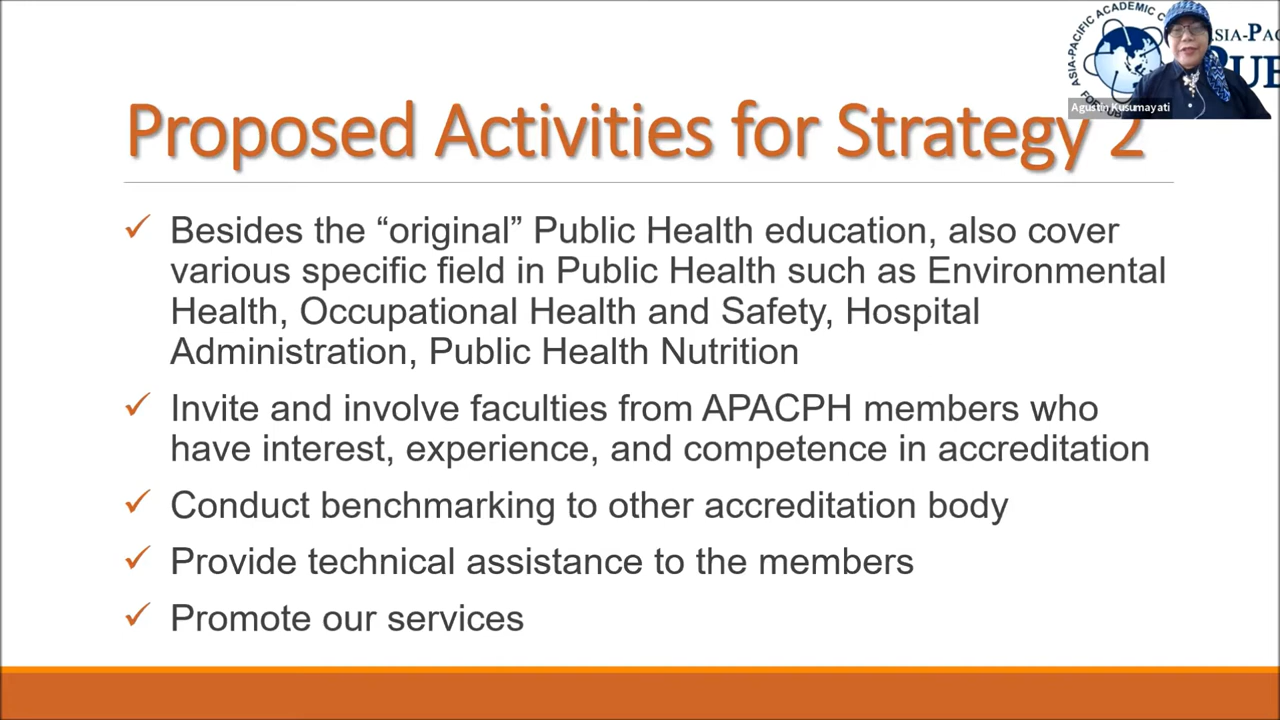 ASIA-PACIFIC ACADEMIC
Agustin Kusumayati
Proposed Activities for Strategy 2
✓ Besides the “original” Public Health education, also cover
various specific field in Public Health such as Environmental
Health, Occupational Health and Safety, Hospital
Administration, Public Health Nutrition
✓ Invite and involve faculties from APACPH members who
have interest, experience, and competence in accreditation
✓ Conduct benchmarking to other accreditation body
✓ Provide technical assistance to the members
✓ Promote our services